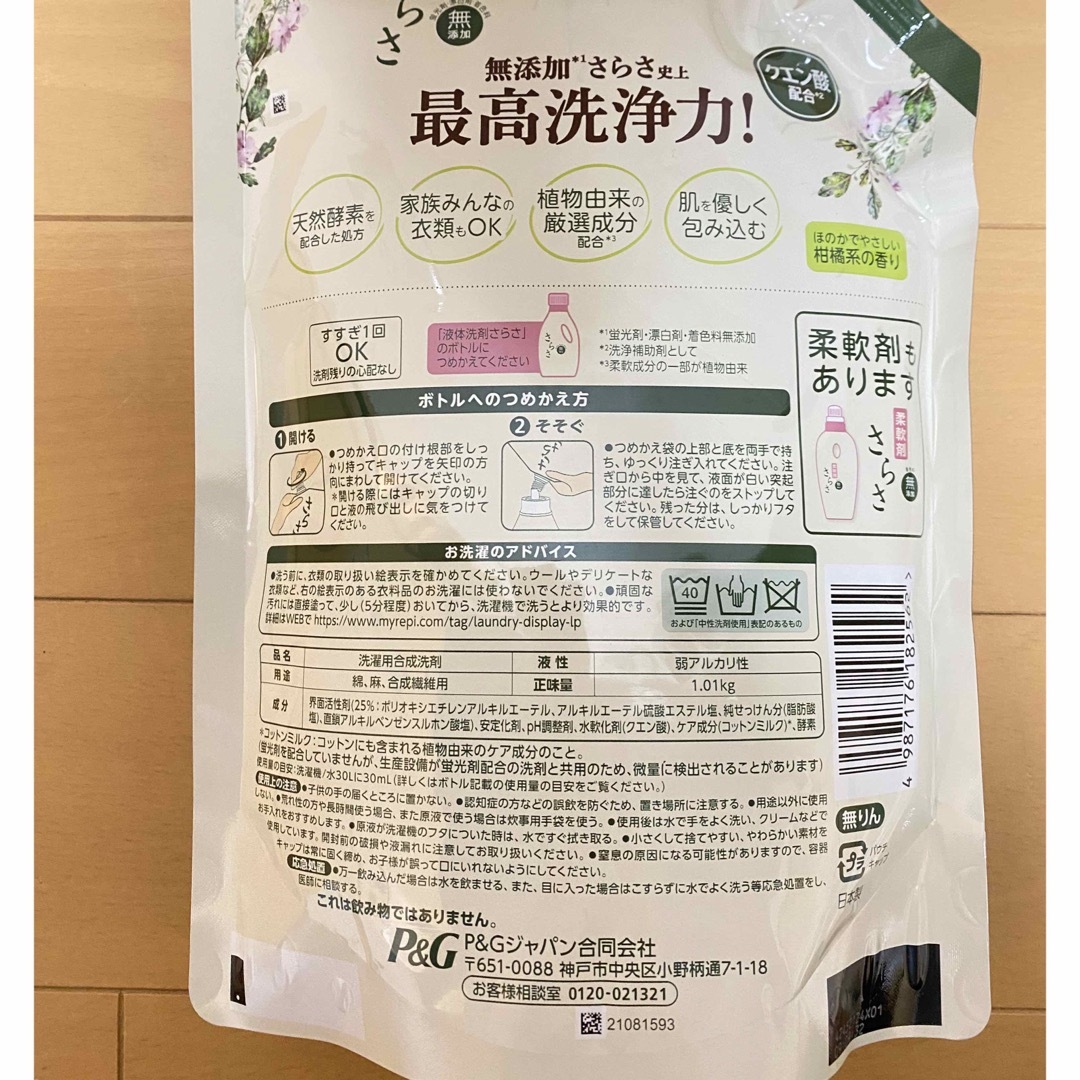 さらさ
蛍光剤 漂白剤 着色料
無
添加
無添加*1さらさ史上
最高洗浄力!
クエン酸
配合*2
天然酵素を
配合した処方
家族みんなの
衣類もOK
植物由来の
厳選成分
配合*3
肌を優しく
包み込む
ほのかでやさしい
柑橘系の香り
すすぎ1回
OK
洗剤残りの心配なし
「液体洗剤さらさ」
のボトルに
つめかえてください
*1蛍光剤・漂白剤・着色料無添加
*2洗浄補助剤として
*3柔軟成分の一部が植物由来
柔軟剤も
あります
柔軟剤
さらさ
無
添加
ボトルへのつめかえ方
1 開ける
●つめかえ口の付け根部をしっ
かり持ってキャップを矢印の方
向にまわして開けてください。
*開ける際にはキャップの切り
口と液の飛び出しに気をつけて
ください。
2 そそぐ
●つめかえ袋の上部と底を両手で持
ち、ゆっくり注ぎ入れてください。注
ぎ口から中を見て、液面が白い突起
部分に達したら注ぐのをストップして
ください。残った分は、しっかりフタ
をして保管してください。
お洗濯のアドバイス
●洗う前に、衣類の取り扱い絵表示を確かめてください。ウールやデリケートな
衣類など、右の絵表示のある衣料品のお洗濯には使わないでください。●頑固な
汚れには直接塗って、少し(5分程度)おいてから、洗濯機で洗うとより効果的です。
詳細はWEBで https://www.myrepi.com/tag/laundry-display-lp
40
および「中性洗剤使用」表記のあるもの
品名 洗濯用合成洗剤 液性 弱アルカリ性
用途 綿、麻、合成繊維用 正味量 1.01kg
成分 界面活性剤(25%:ポリオキシエチレンアルキルエーテル、アルキルエーテル硫酸エステル塩、純せっけん分(脂肪酸
塩)、直鎖アルキルベンゼンスルホン酸塩)、安定化剤、pH調整剤、水軟化剤(クエン酸)、ケア成分(コットンミルク)*、酵素
*コットンミルク:コットンにも含まれる植物由来のケア成分のこと。
(蛍光剤を配合していませんが、生産設備が蛍光剤配合の洗剤と共用のため、微量に検出されることがあります)
使用量の目安:洗濯機/水30Lに30mL(詳しくはボトル記載の使用量の目安をご覧ください。)
使用上の注意 ●子供の手の届くところに置かない。●認知症の方などの誤飲を防ぐため、置き場所に注意する。●用途以外に使用
しない。●荒れ性の方や長時間使う場合、また原液で使う場合は炊事用手袋を使う。●使用後は水で手をよく洗い、クリームなどで
お手入れをおすすめします。●原液が洗濯機のフタについた時は、水ですぐ拭き取る。●小さくして捨てやすい、やわらかい素材を
使用しています。開封前の破損や液漏れに注意してお取り扱いください。●窒息の原因になる可能性がありますので、容器
キャップは常に固く締め、お子様が誤って口にいれないようにしてください。
応急処置 ●万一飲み込んだ場合は水を飲ませる、また、目に入った場合はこすらずに水でよく洗う等応急処置をし、
医師に相談する。
これは飲み物ではありません。
P&G P&Gジャパン合同会社
〒651-0088 神戸市中央区小野柄通7-1-18
お客様相談室 0120-021321
21081593
4 987176 182562
無りん
プラ
パウチ
キャップ
日本製